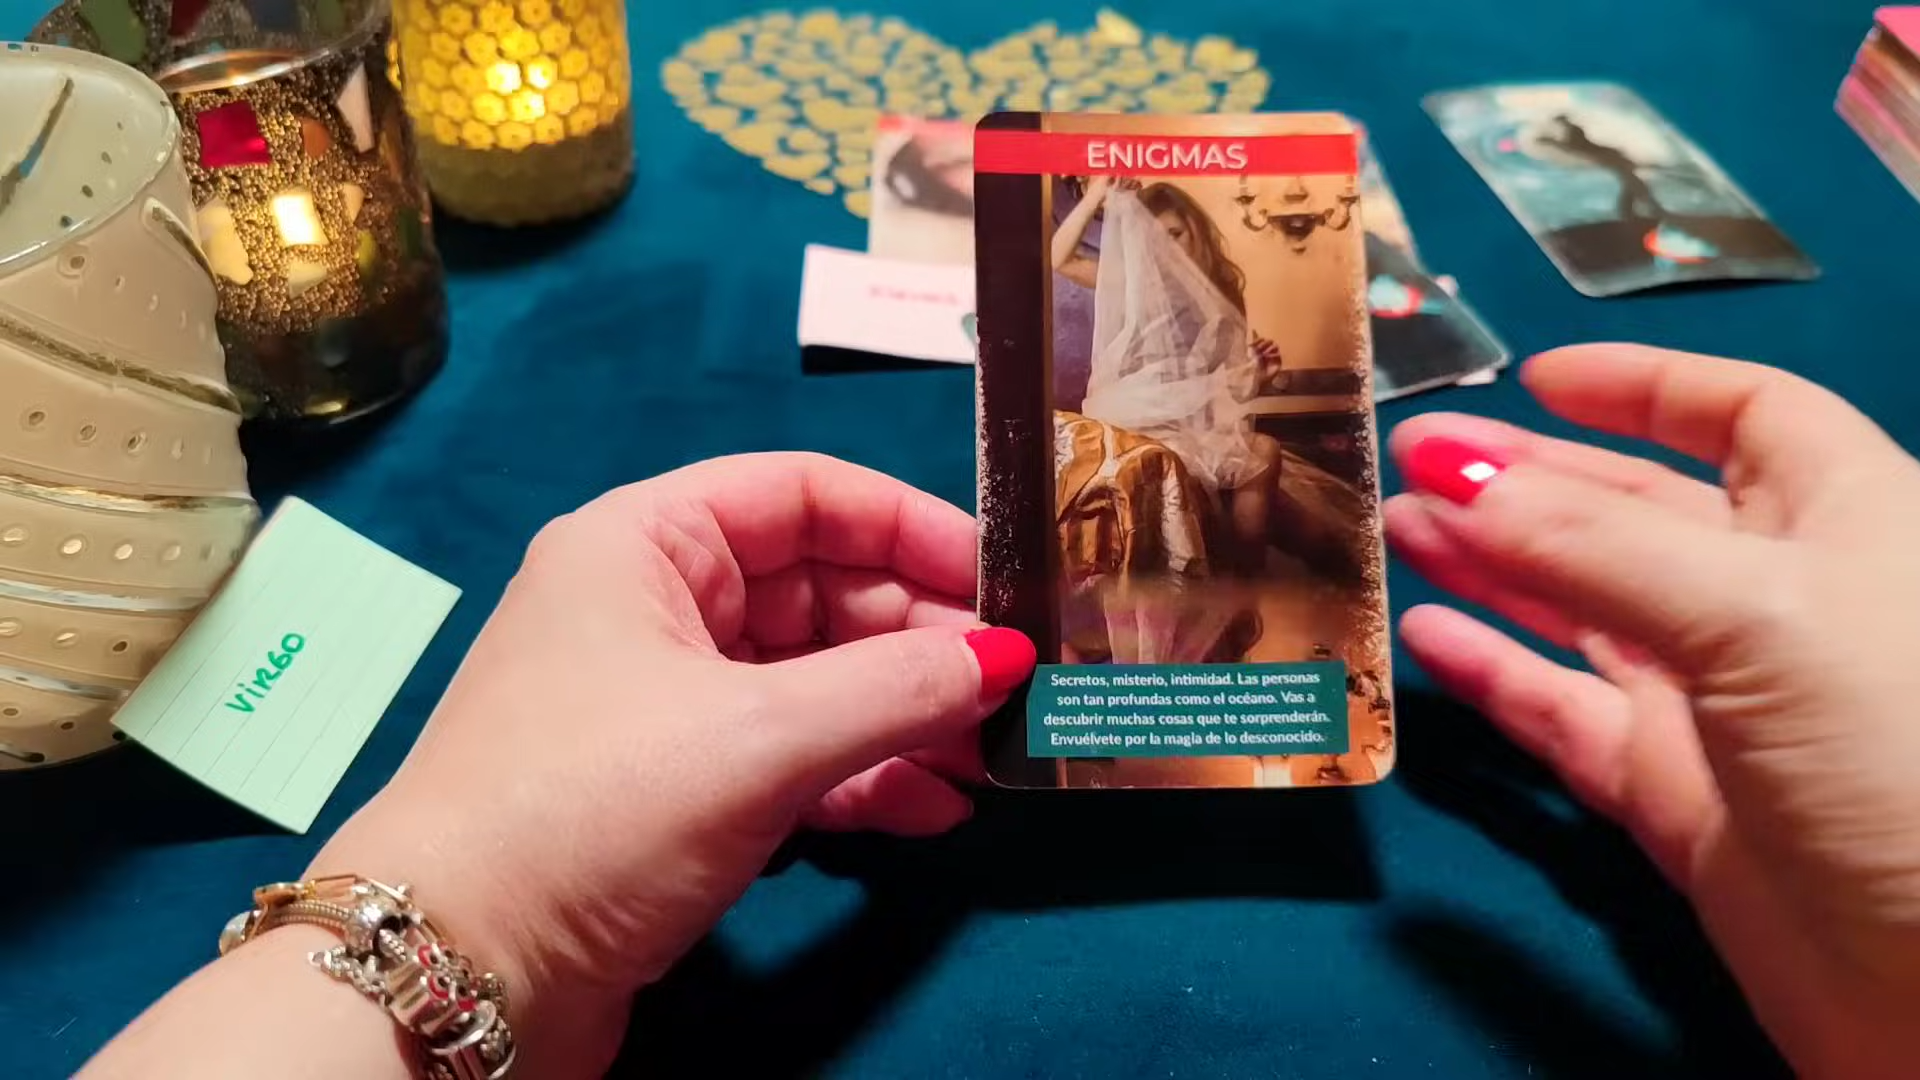 ENIGMAS
Secretos, misterio, intimidad. Las personas
son tan profundas como el océano. Vas a
descubrir muchas cosas que te sorprenderán.
Envuélvete por la magia de lo desconocido.
VIRGO